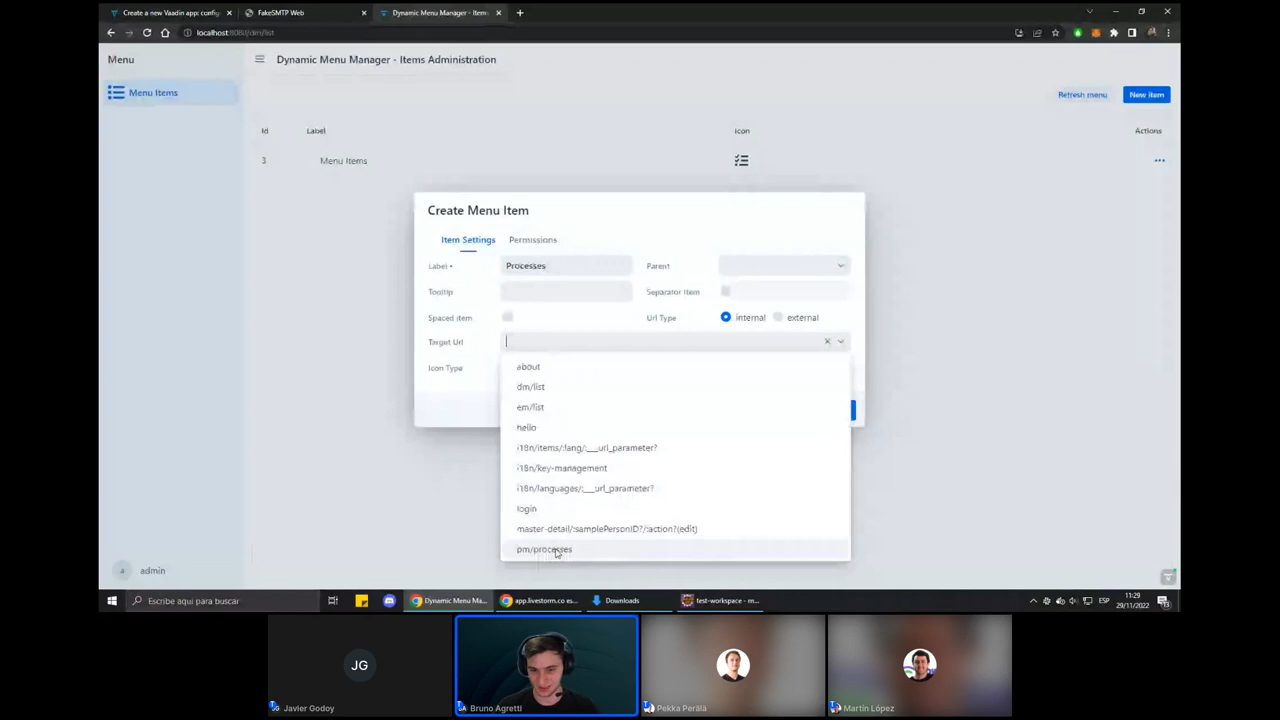 Create a new Vaadin app: config
FakeSMTP Web
Dynamic Menu Manager - Items
localhost:8080/dm/list
Menu
Dynamic Menu Manager - Items Administration
Menu Items
Refresh menu
New item
Id
Label
Icon
Actions
3
Menu Items
Create Menu Item
Item Settings
Permissions
Label •
Processes
Parent
Tooltip
Separator Item
Spaced item
Url Type
internal
external
Target Url
Icon Type
about
dm/list
em/list
hello
i18n/items/:lang/:___url_parameter?
i18n/key-management
i18n/languages/:___url_parameter?
login
master-detail/:samplePersonID?/:action?(edit)
pm/processes
a
admin
Escribe aquí para buscar
Dynamic Menu Ma...
app.livestorm.co es...
Downloads
test-workspace - m...
ESP
11:29
29/11/2022
JG
Javier Godoy
Bruno Agretti
Pekka Perälä
Martín López